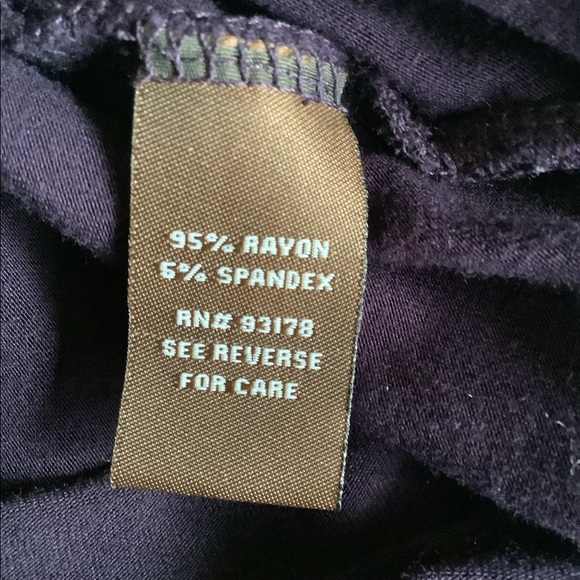 95% RAYON
5% SPANDEX
RN# 93178
SEE REVERSE
FOR CARE